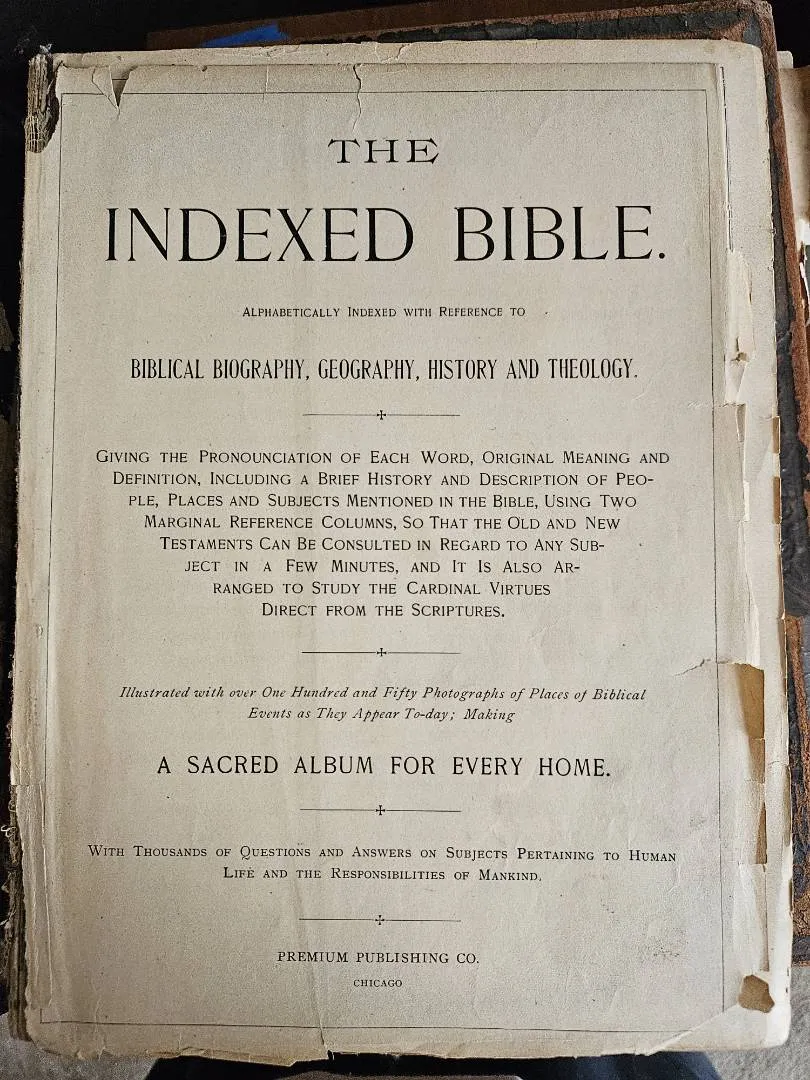 THE
INDEXED BIBLE.
ALPHABETICALLY INDEXED WITH REFERENCE TO
BIBLICAL BIOGRAPHY, GEOGRAPHY, HISTORY AND THEOLOGY.
GIVING THE PRONOUNCIATION OF EACH WORD, ORIGINAL MEANING AND
DEFINITION, INCLUDING A BRIEF HISTORY AND DESCRIPTION OF PEO-
PLE, PLACES AND SUBJECTS MENTIONED IN THE BIBLE, USING TWO
MARGINAL REFERENCE COLUMNS, SO THAT THE OLD AND NEW
TESTAMENTS CAN BE CONSULTED IN REGARD TO ANY SUB-
JECT IN A FEW MINUTES, AND IT IS ALSO AR-
RANGED TO STUDY THE CARDINAL VIRTUES
DIRECT FROM THE SCRIPTURES.
Illustrated with over One Hundred and Fifty Photographs of Places of Biblical
Events as They Appear To-day; Making
A SACRED ALBUM FOR EVERY HOME.
WITH THOUSANDS OF QUESTIONS AND ANSWERS ON SUBJECTS PERTAINING TO HUMAN
LIFE AND THE RESPONSIBILITIES OF MANKIND.
PREMIUM PUBLISHING CO.
CHICAGO